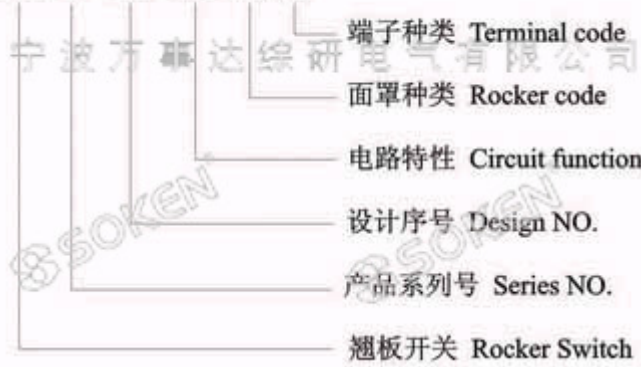 端子种类 Terminal code
宁波万事达综研电气有限公司
面罩种类 Rocker code
电路特性 Circuit function
SOKEN
SOKEN
设计序号 Design NO.
产品系列号 Series NO.
翘板开关 Rocker Switch